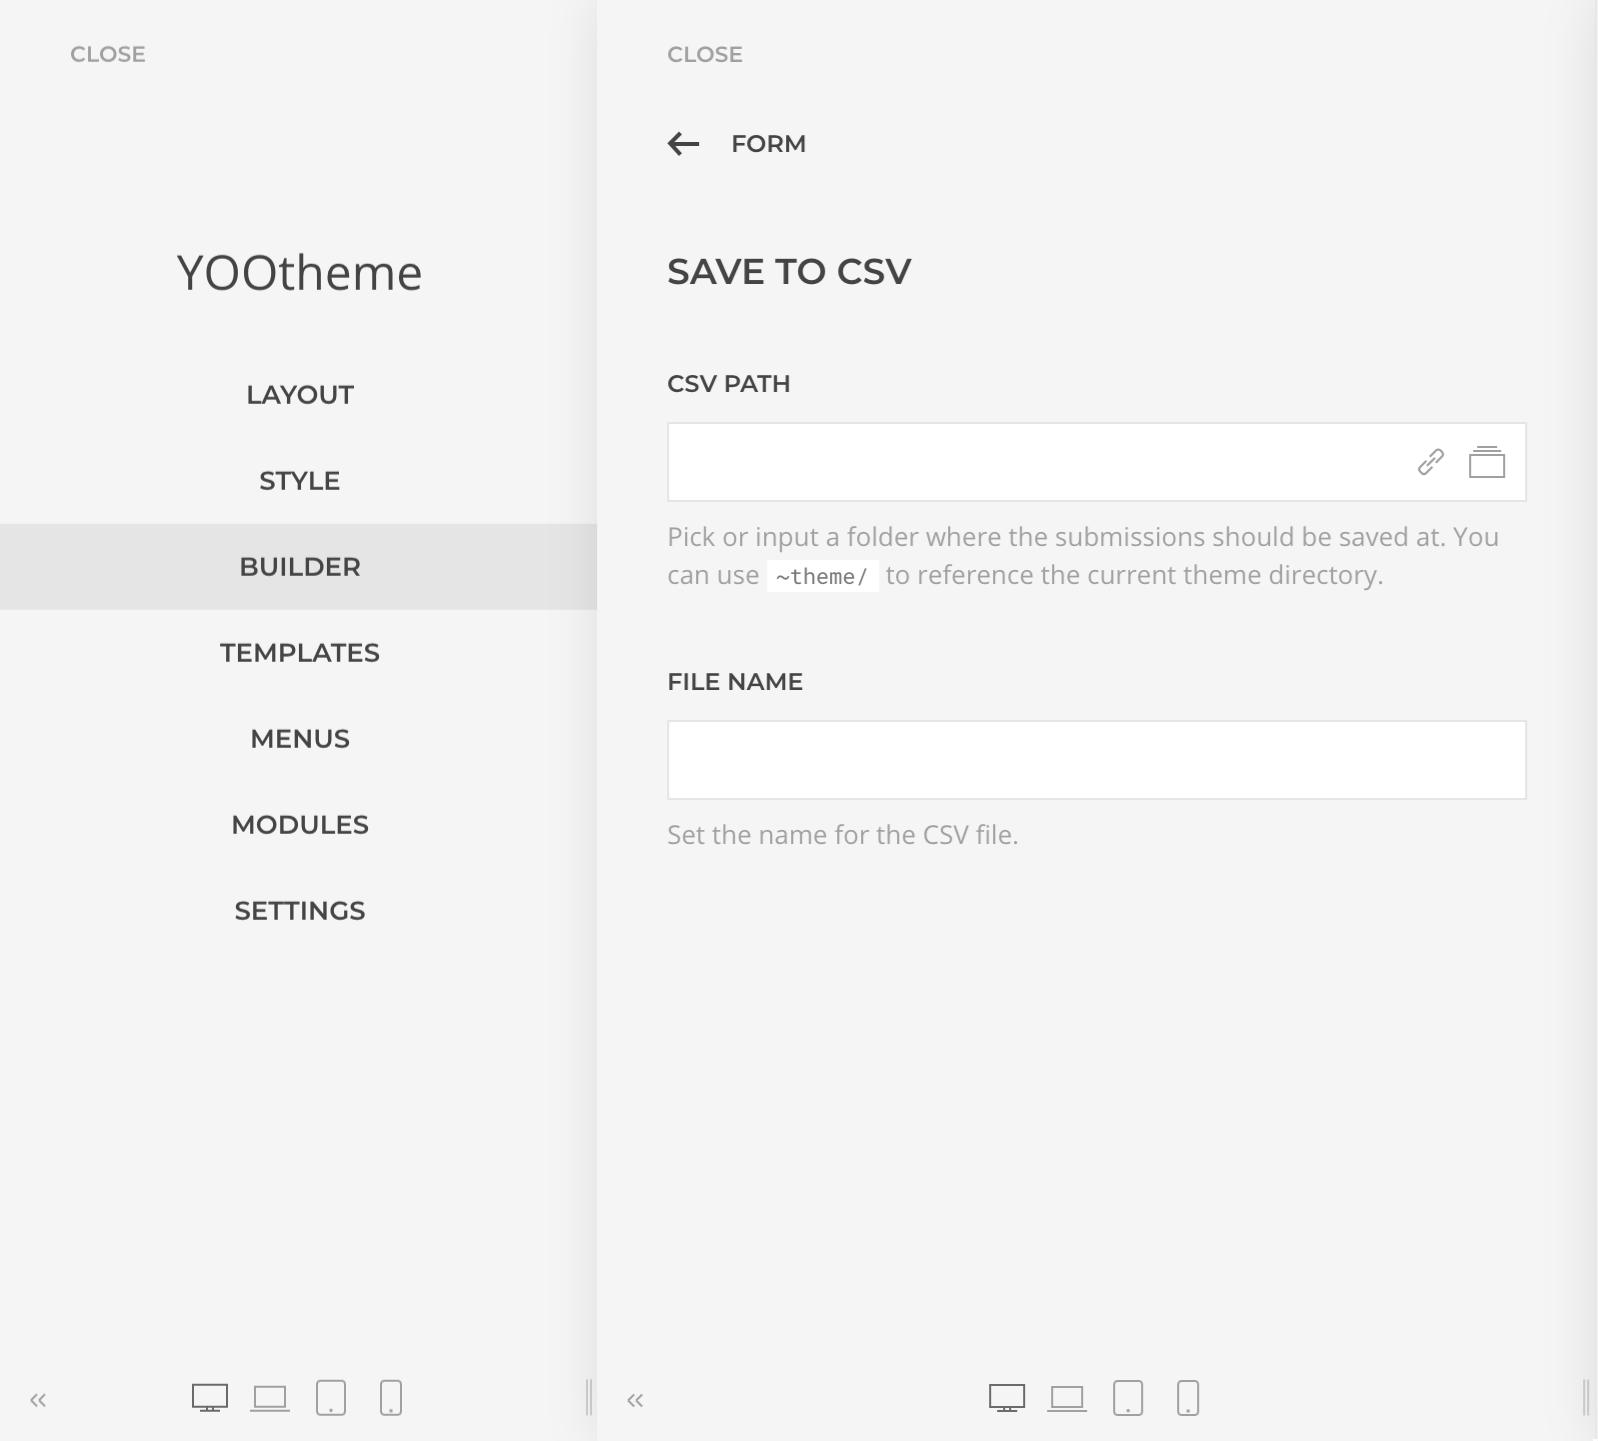 CLOSE
YOOtheme
LAYOUT
STYLE
BUILDER
TEMPLATES
MENUS
MODULES
SETTINGS
CLOSE
FORM
SAVE TO CSV
CSV PATH
Pick or input a folder where the submissions should be saved at. You
can use ~theme/ to reference the current theme directory.
FILE NAME
Set the name for the CSV file.